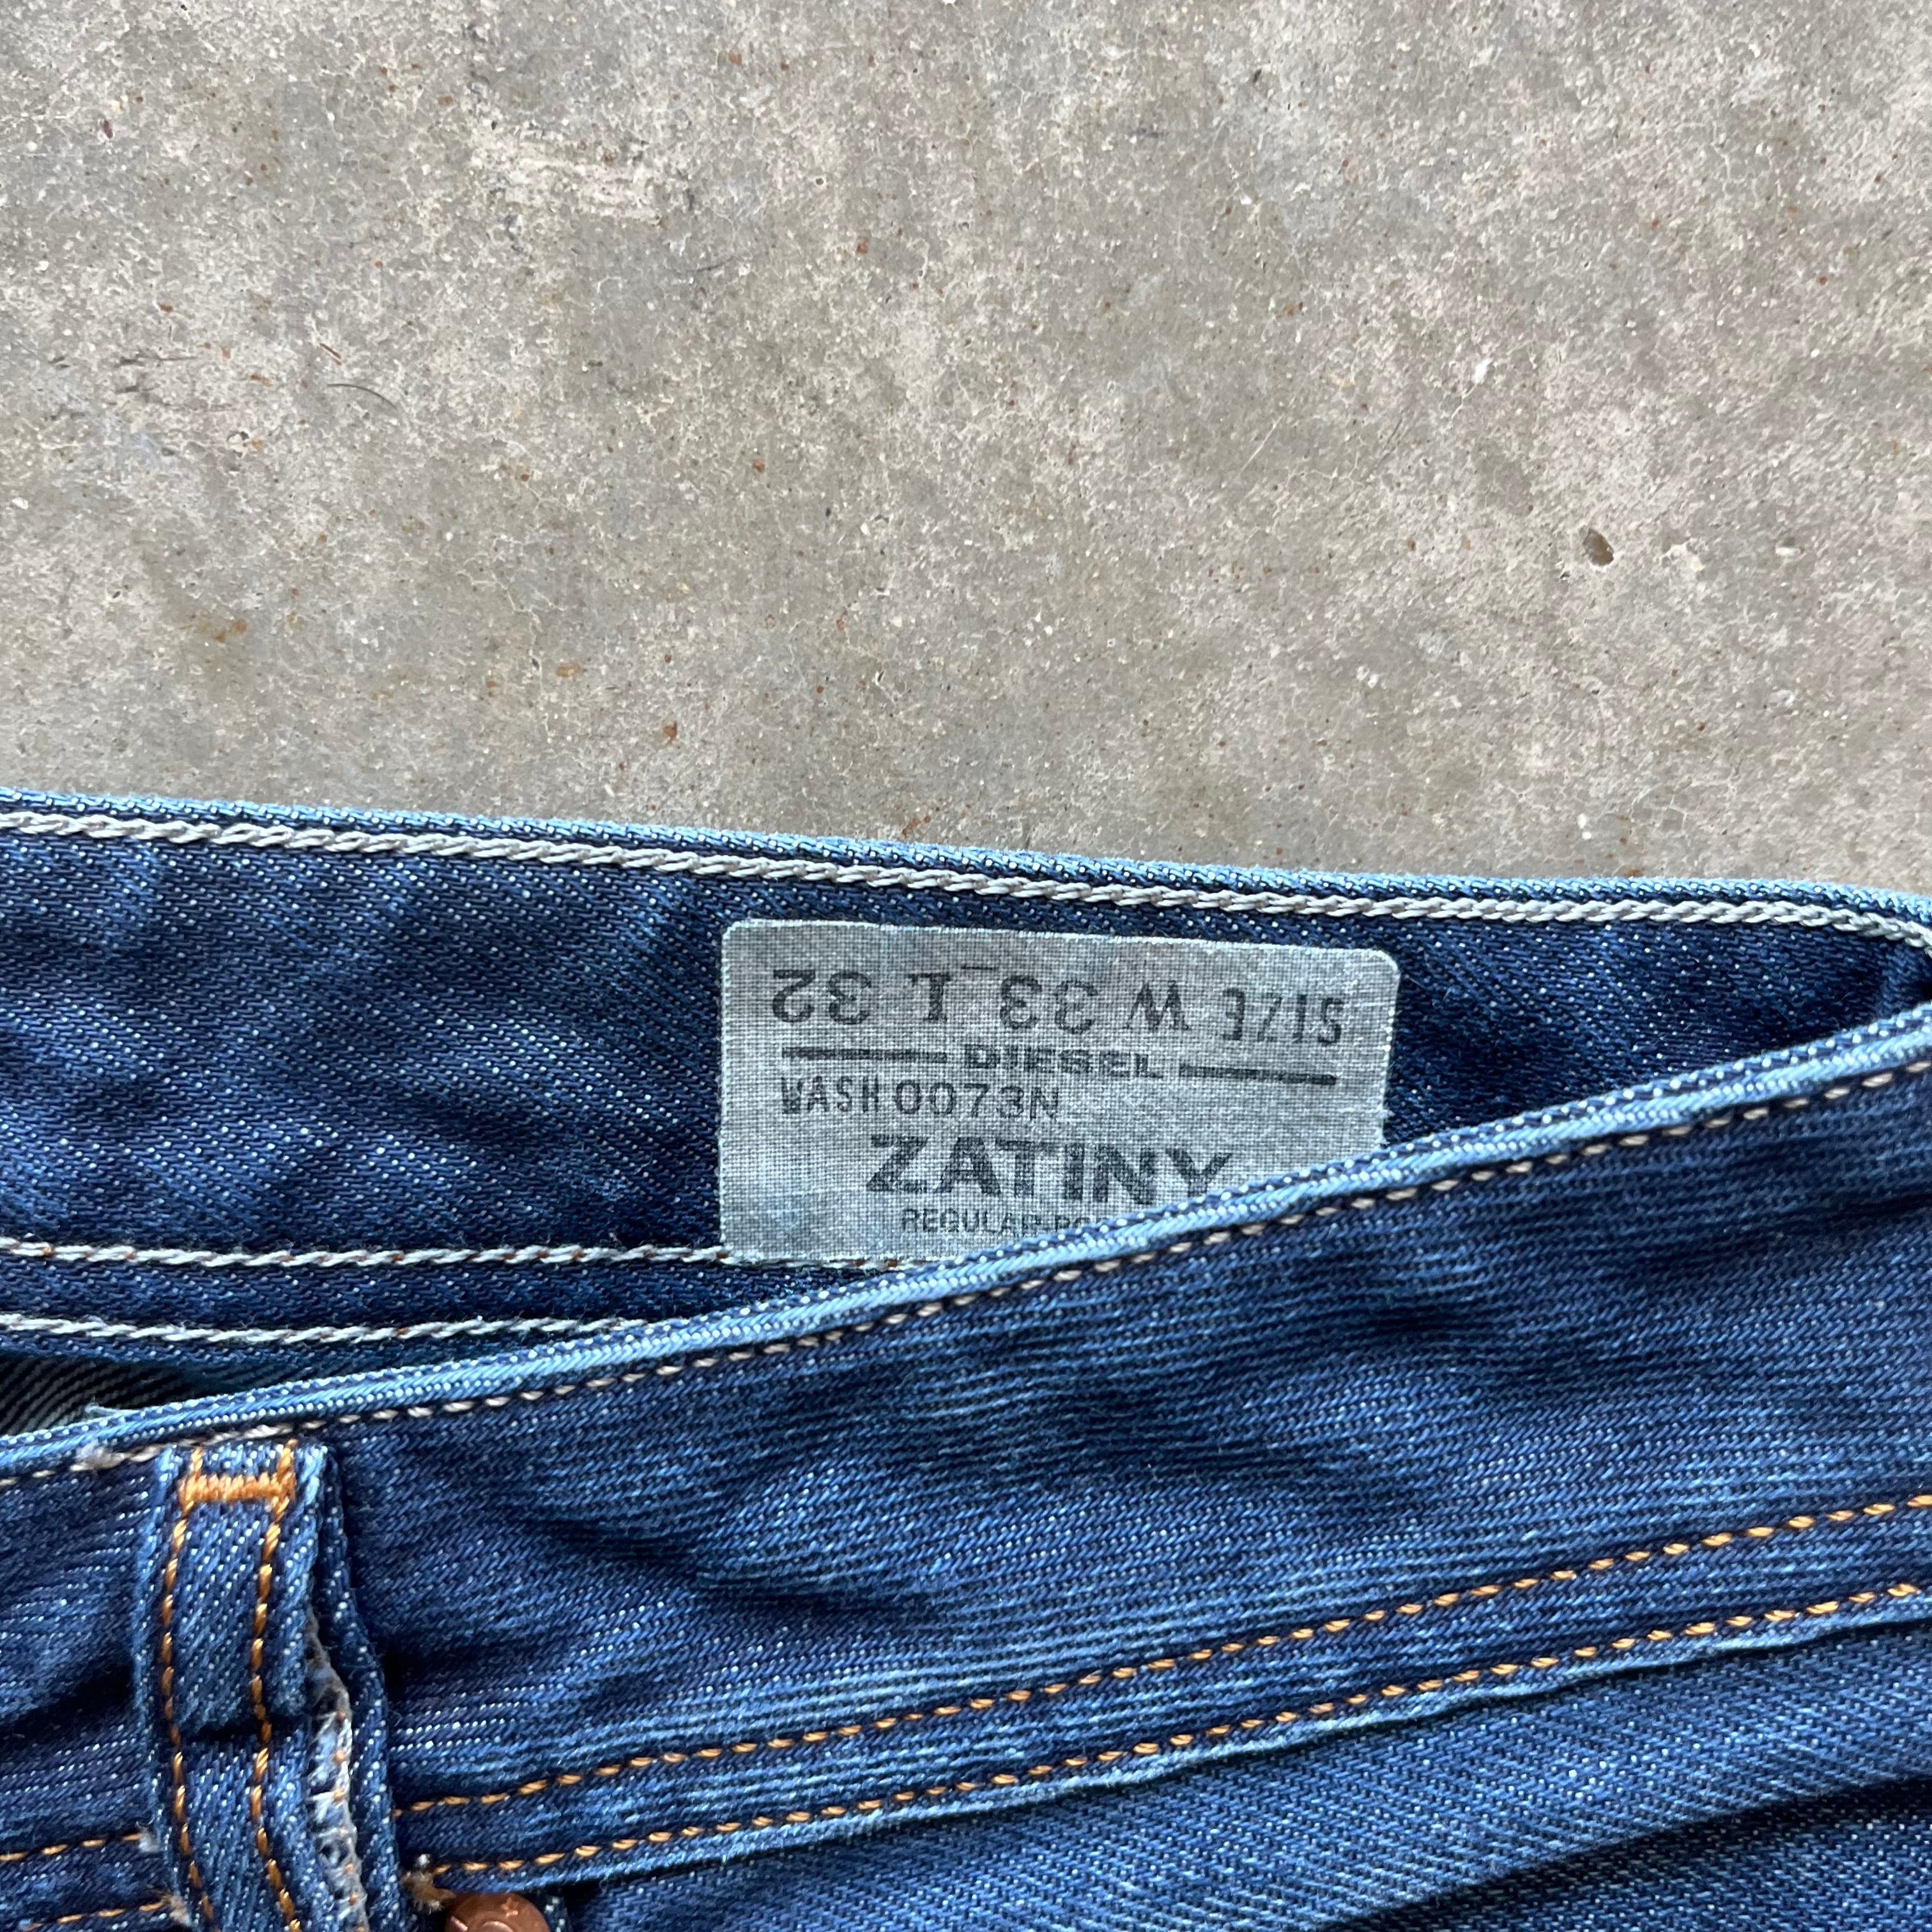 SIZE W 33 L 32
DIESEL
WASH 0073N
ZATINY